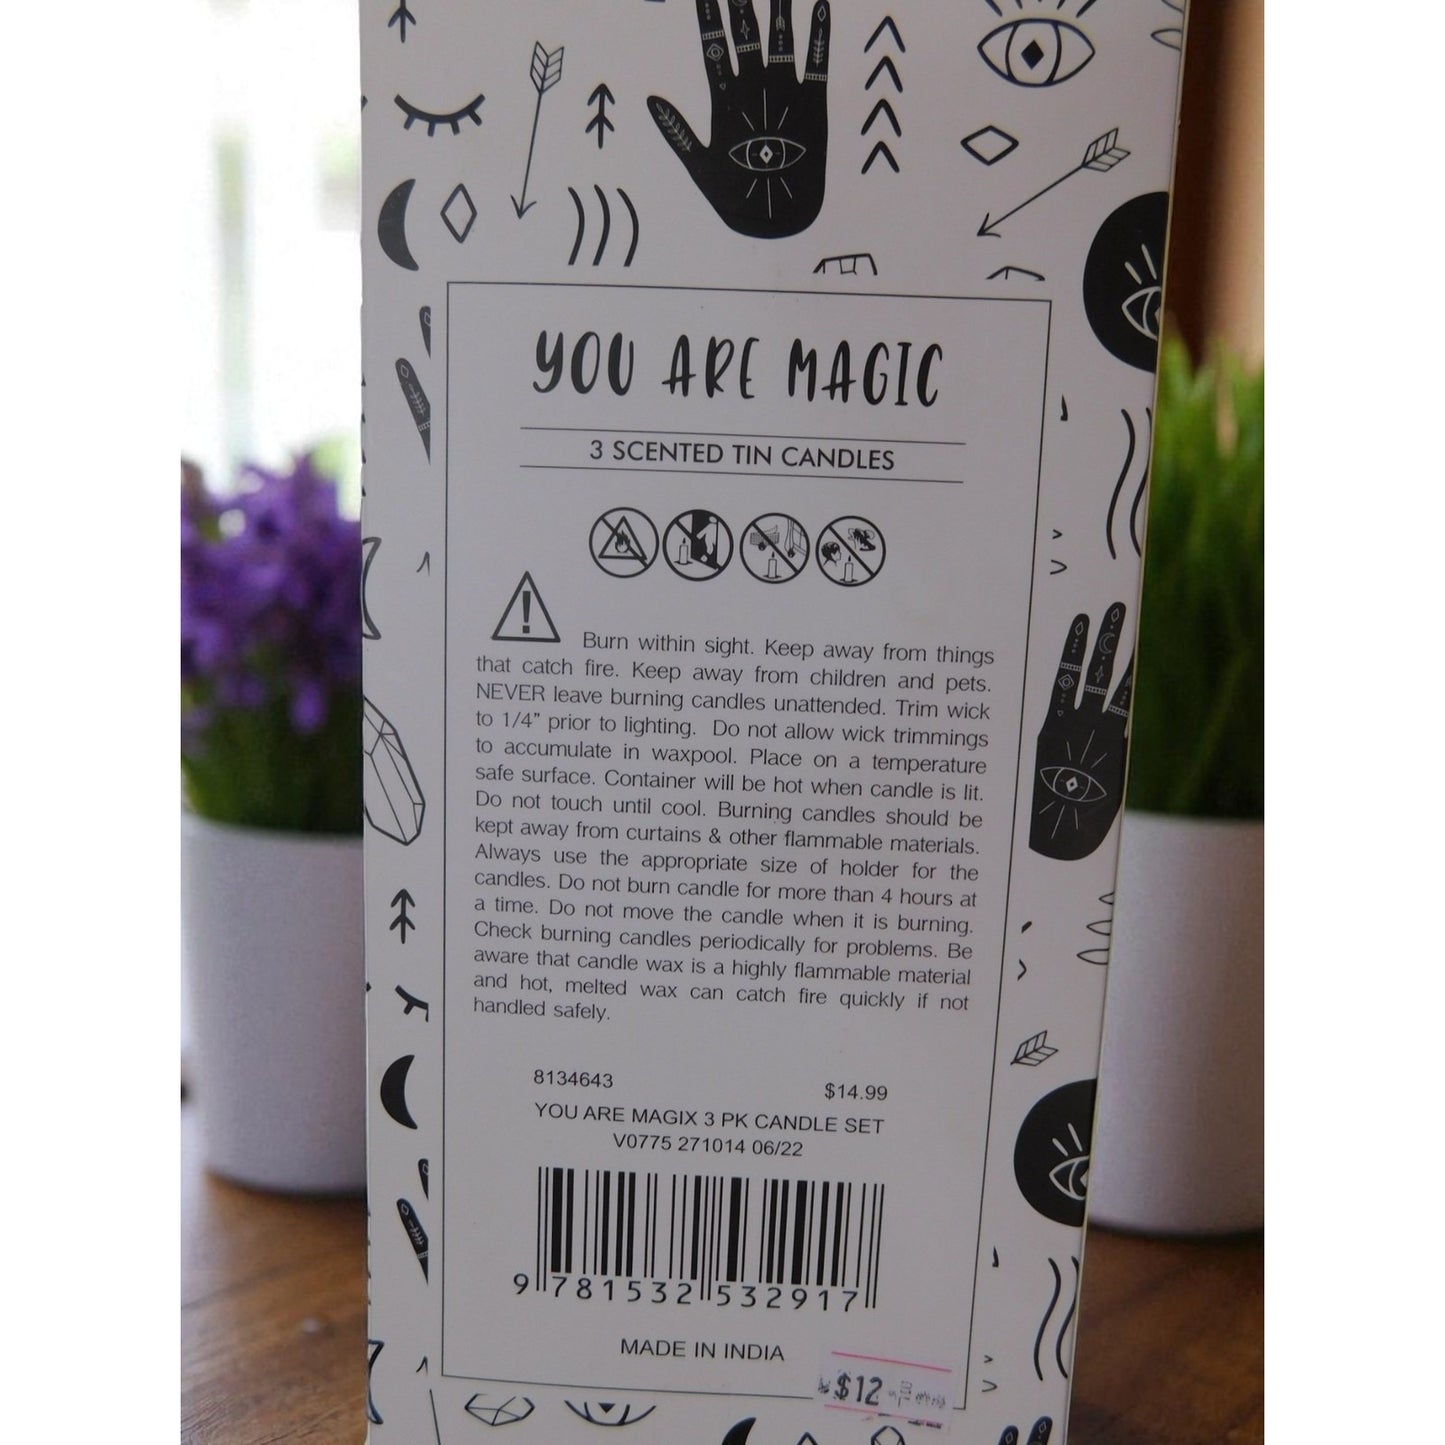 YOU ARE MAGIC
3 SCENTED TIN CANDLES
Burn within sight. Keep away from things
that catch fire. Keep away from children and pets.
NEVER leave burning candles unattended. Trim wick
to 1/4” prior to lighting. Do not allow wick trimmings
to accumulate in waxpool. Place on a temperature
safe surface. Container will be hot when candle is lit.
Do not touch until cool. Burning candles should be
kept away from curtains & other flammable materials.
Always use the appropriate size of holder for the
candles. Do not burn candle for more than 4 hours at
a time. Do not move the candle when it is burning.
Check burning candles periodically for problems. Be
aware that candle wax is a highly flammable material
and hot, melted wax can catch fire quickly if not
handled safely.
8134643 $14.99
YOU ARE MAGIX 3 PK CANDLE SET
V0775 271014 06/22
9 781532 532917
MADE IN INDIA
$12